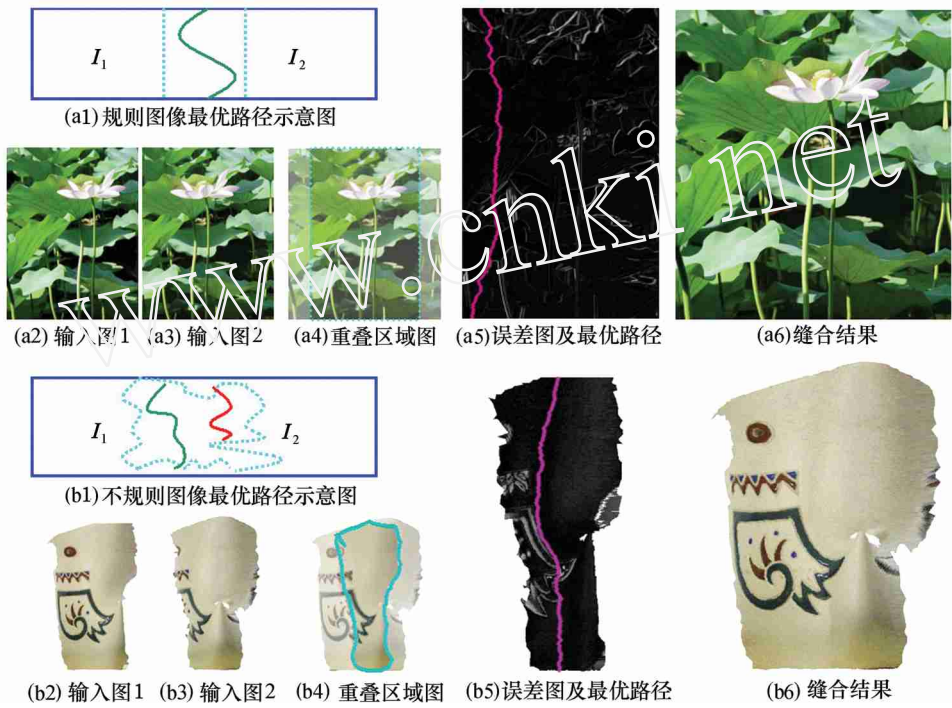 I₁ I₂
(a1) 规则图像最优路径示意图
(a2) 输入图1 (a3) 输入图2 (a4)重叠区域图 (a5)误差图及最优路径 (a6)缝合结果
www.cnki.net
I₁ I₂
(b1)不规则图像最优路径示意图
(b2) 输入图1 (b3) 输入图2 (b4) 重叠区域图 (b5)误差图及最优路径 (b6) 缝合结果